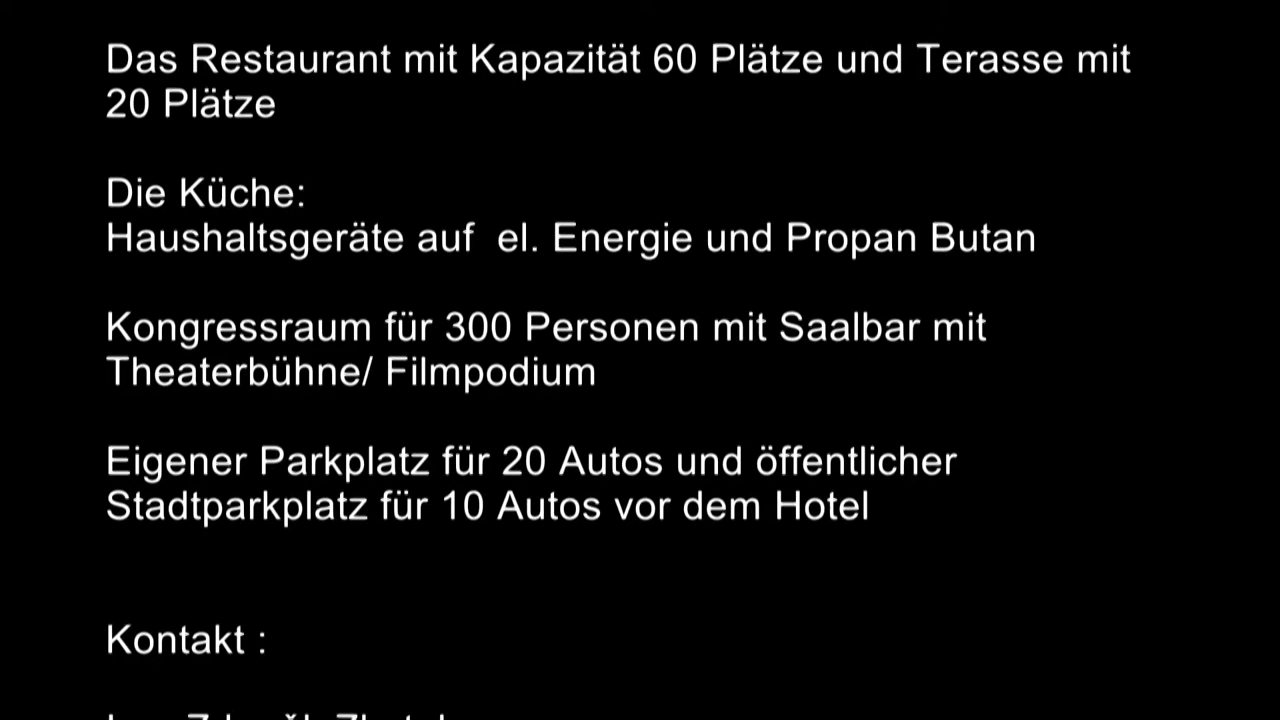 Das Restaurant mit Kapazität 60 Plätze und Terasse mit
20 Plätze
Die Küche:
Haushaltsgeräte auf  el. Energie und Propan Butan
Kongressraum für 300 Personen mit Saalbar mit
Theaterbühne/ Filmpodium
Eigener Parkplatz für 20 Autos und öffentlicher
Stadtparkplatz für 10 Autos vor dem Hotel
Kontakt :